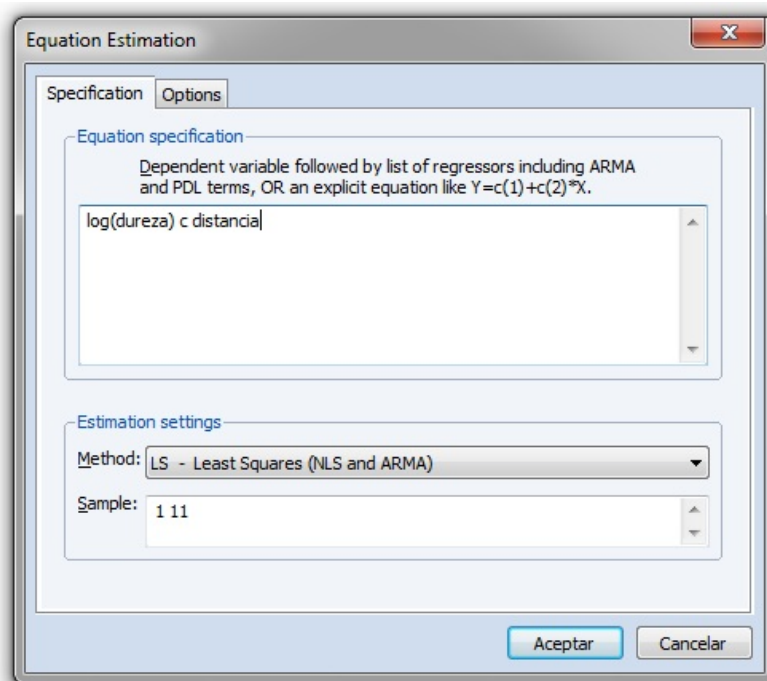 Equation Estimation
Specification
Options
Equation specification
Dependent variable followed by list of regressors including ARMA
and PDL terms, OR an explicit equation like Y=c(1)+c(2)*X.
log(dureza) c distancia
Estimation settings
Method: LS - Least Squares (NLS and ARMA)
Sample: 1 11
Aceptar Cancelar